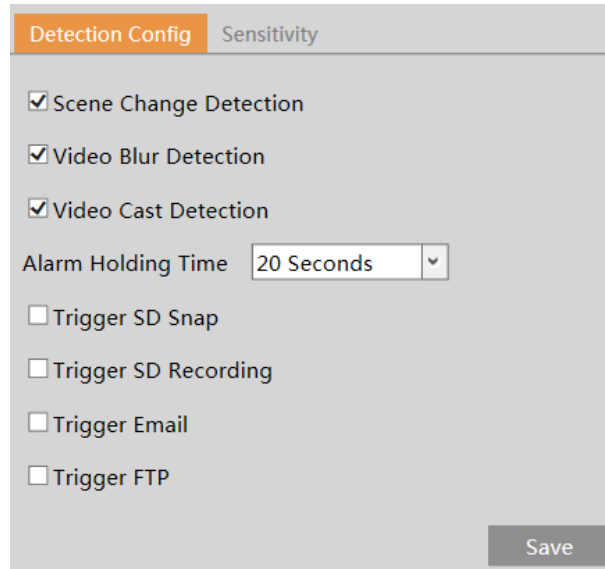 Detection Config Sensitivity
Scene Change Detection
Video Blur Detection
Video Cast Detection
Alarm Holding Time 20 Seconds
Trigger SD Snap
Trigger SD Recording
Trigger Email
Trigger FTP
Save